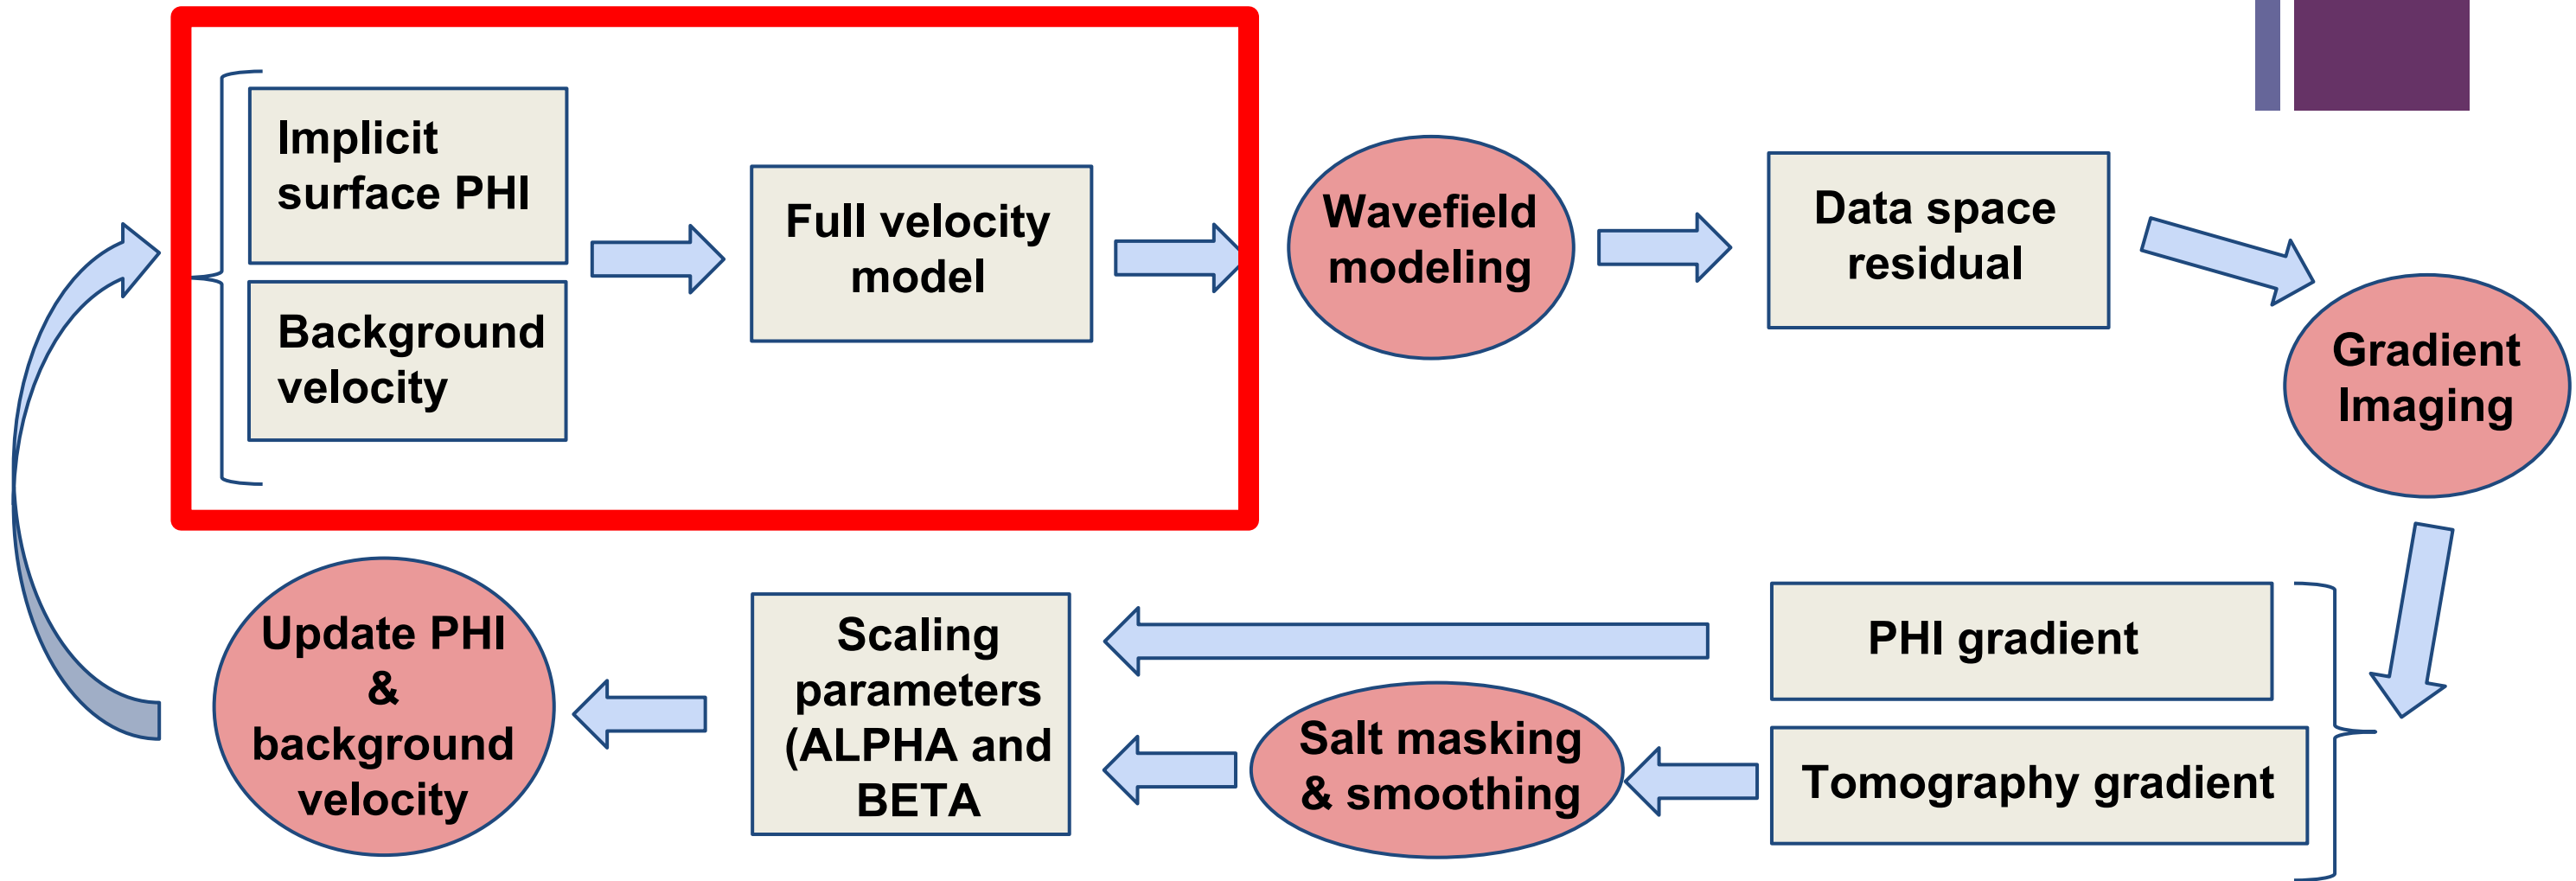 Implicit
surface PHI
Background
velocity
Full velocity
model
Wavefield
modeling
Data space
residual
Gradient
Imaging
PHI gradient
Tomography gradient
Salt masking
& smoothing
Scaling
parameters
(ALPHA and
BETA
Update PHI
&
background
velocity